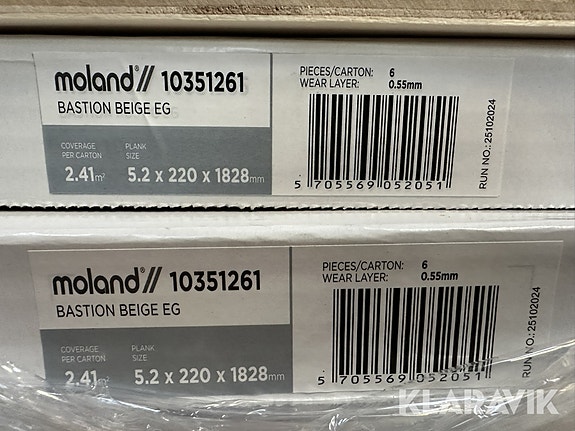 moland®// 10351261
BASTION BEIGE EG
COVERAGE PER CARTON
2.41m²
PLANK SIZE
5.2 x 220 x 1828mm
PIECES/CARTON: 6
WEAR LAYER: 0.55mm
5 705569 052051
RUN NO.: 25102024
moland®// 10351261
BASTION BEIGE EG
COVERAGE PER CARTON
2.41m²
PLANK SIZE
5.2 x 220 x 1828mm
PIECES/CARTON: 6
WEAR LAYER: 0.55mm
5 705569 052051
RUN NO.: 25102024
KLARAVIK